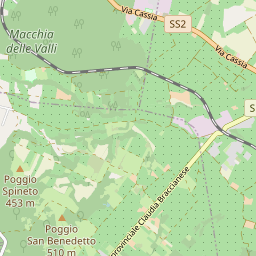 Via Cassia
SS2
Macchia
delle Valli
Via Cassia
S
Poggio
Spineto
453 m
Poggio
San Benedetto
510 m
provinciale Claudia Braccianese